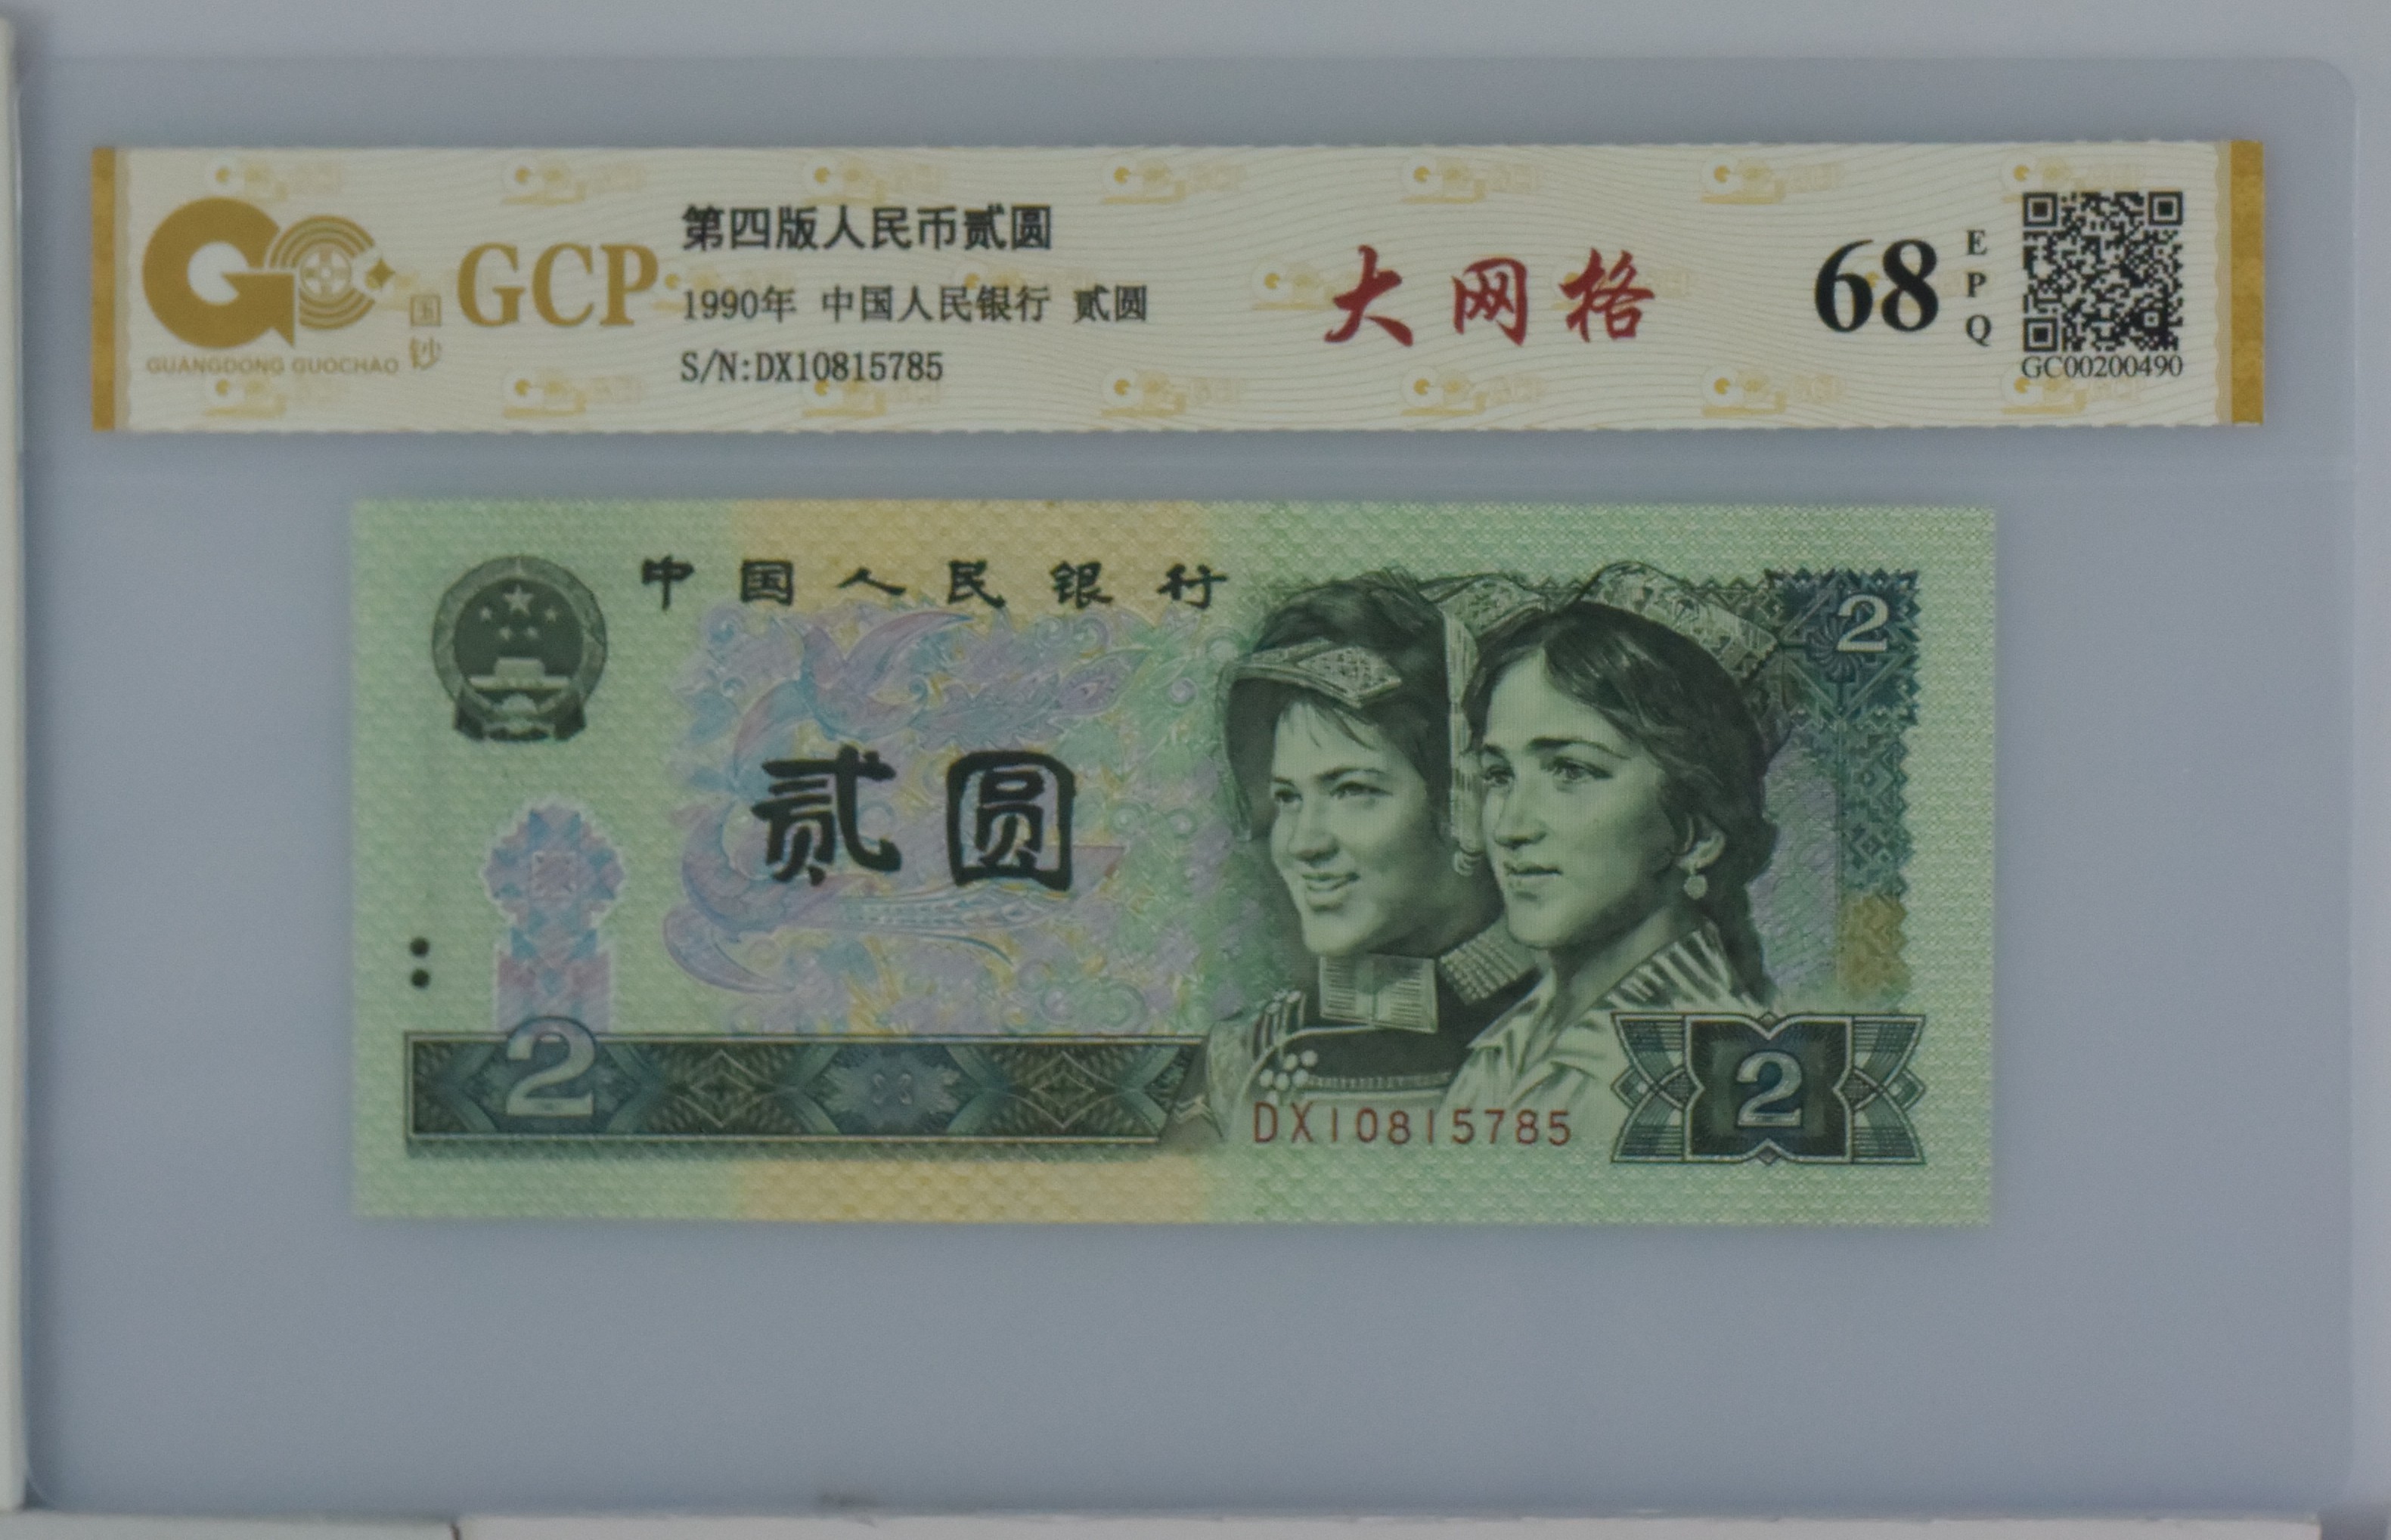 GCP
国钞
GUANGDONG GUOCHAO
第四版人民币贰圆
1990年 中国人民银行 贰圆
S/N:DX10815785
大网格
68
EPQ
GC00200490
中国人民银行
2
贰圆
2
DX10815785
2